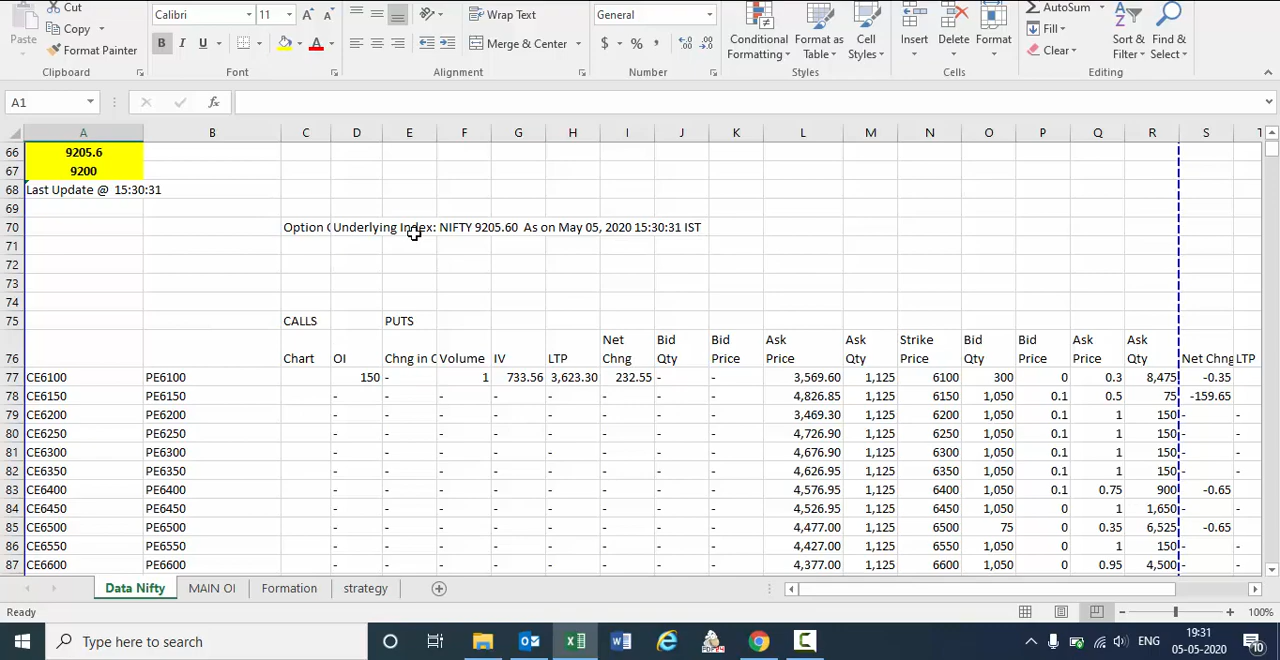 Cut
Copy
Paste
Format Painter
Clipboard
Calibri 11
B I U
Font
Wrap Text
Merge & Center
Alignment
General
$ % ,
Number
Conditional Formatting
Format as Table
Cell Styles
Styles
Insert Delete Format
Cells
AutoSum
Fill
Clear
Sort & Filter
Find & Select
Editing
A1
fx
A B C D E F G H I J K L M N O P Q R S T
66 9205.6
67 9200
68 Last Update @ 15:30:31
69
70 Option C Underlying Index: NIFTY 9205.60 As on May 05, 2020 15:30:31 IST
71
72
73
74
75 CALLS PUTS
76 Chart OI Chng in O Volume IV LTP Net Chng Bid Qty Bid Price Ask Price Ask Qty Strike Price Bid Qty Bid Price Ask Price Ask Qty Net Chng LTP
77 CE6100 PE6100 150 - 1 733.56 3,623.30 232.55 - - 3,569.60 1,125 6100 300 0 0.3 8,475 -0.35
78 CE6150 PE6150 - - - - - - - - 4,826.85 1,125 6150 1,050 0.1 0.5 75 -159.65
79 CE6200 PE6200 - - - - - - - - 3,469.30 1,125 6200 1,050 0.1 1 150 - -
80 CE6250 PE6250 - - - - - - - - 4,726.90 1,125 6250 1,050 0.1 1 150 - -
81 CE6300 PE6300 - - - - - - - - 4,676.90 1,125 6300 1,050 0.1 1 150 - -
82 CE6350 PE6350 - - - - - - - - 4,626.95 1,125 6350 1,050 0.1 1 150 - -
83 CE6400 PE6400 - - - - - - - - 4,576.95 1,125 6400 1,050 0.1 0.75 900 -0.65
84 CE6450 PE6450 - - - - - - - - 4,526.95 1,125 6450 1,050 0 1 1,650 - -
85 CE6500 PE6500 - - - - - - - - 4,477.00 1,125 6500 75 0 0.35 6,525 -0.65
86 CE6550 PE6550 - - - - - - - - 4,427.00 1,125 6550 1,050 0 1 150 - -
87 CE6600 PE6600 - - - - - - - - 4,377.00 1,125 6600 1,050 0 0.95 4,500 - -
Data Nifty MAIN OI Formation strategy
Ready
100%
Type here to search
ENG
19:31
05-05-2020
10